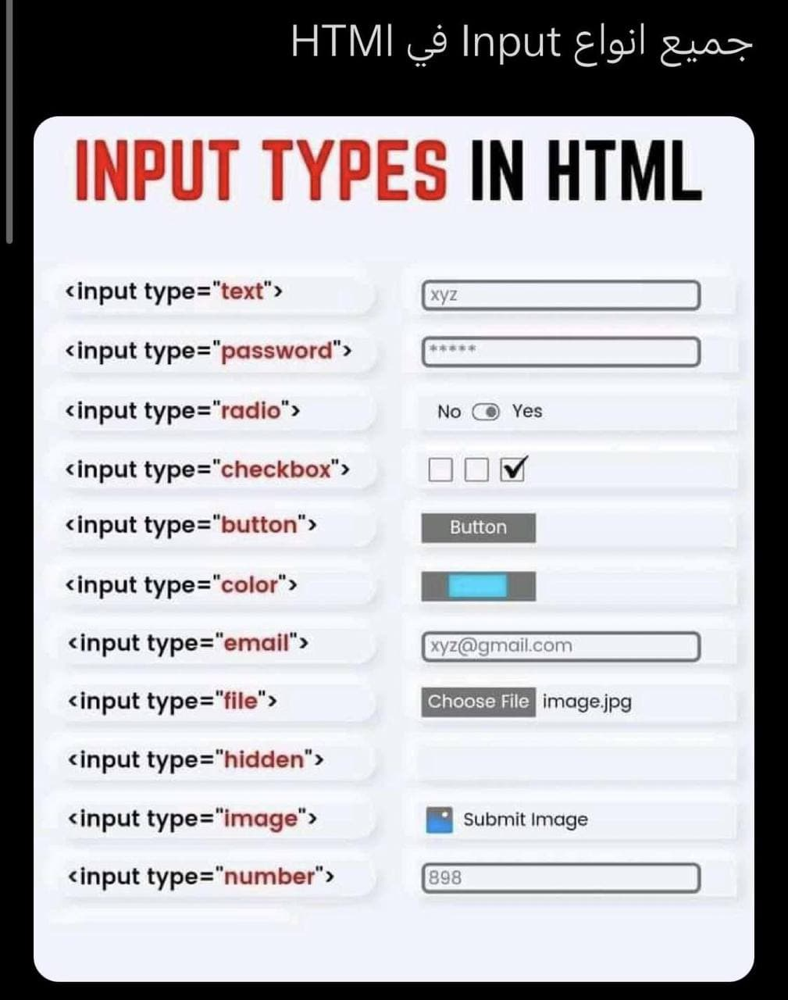 جميع انواع Input في HTMl
INPUT TYPES IN HTML
<input type="text">
xyz
<input type="password">
*****
<input type="radio">
No Yes
<input type="checkbox">
<input type="button">
Button
<input type="color">
<input type="email">
xyz@gmail.com
<input type="file">
Choose File image.jpg
<input type="hidden">
<input type="image">
Submit Image
<input type="number">
898